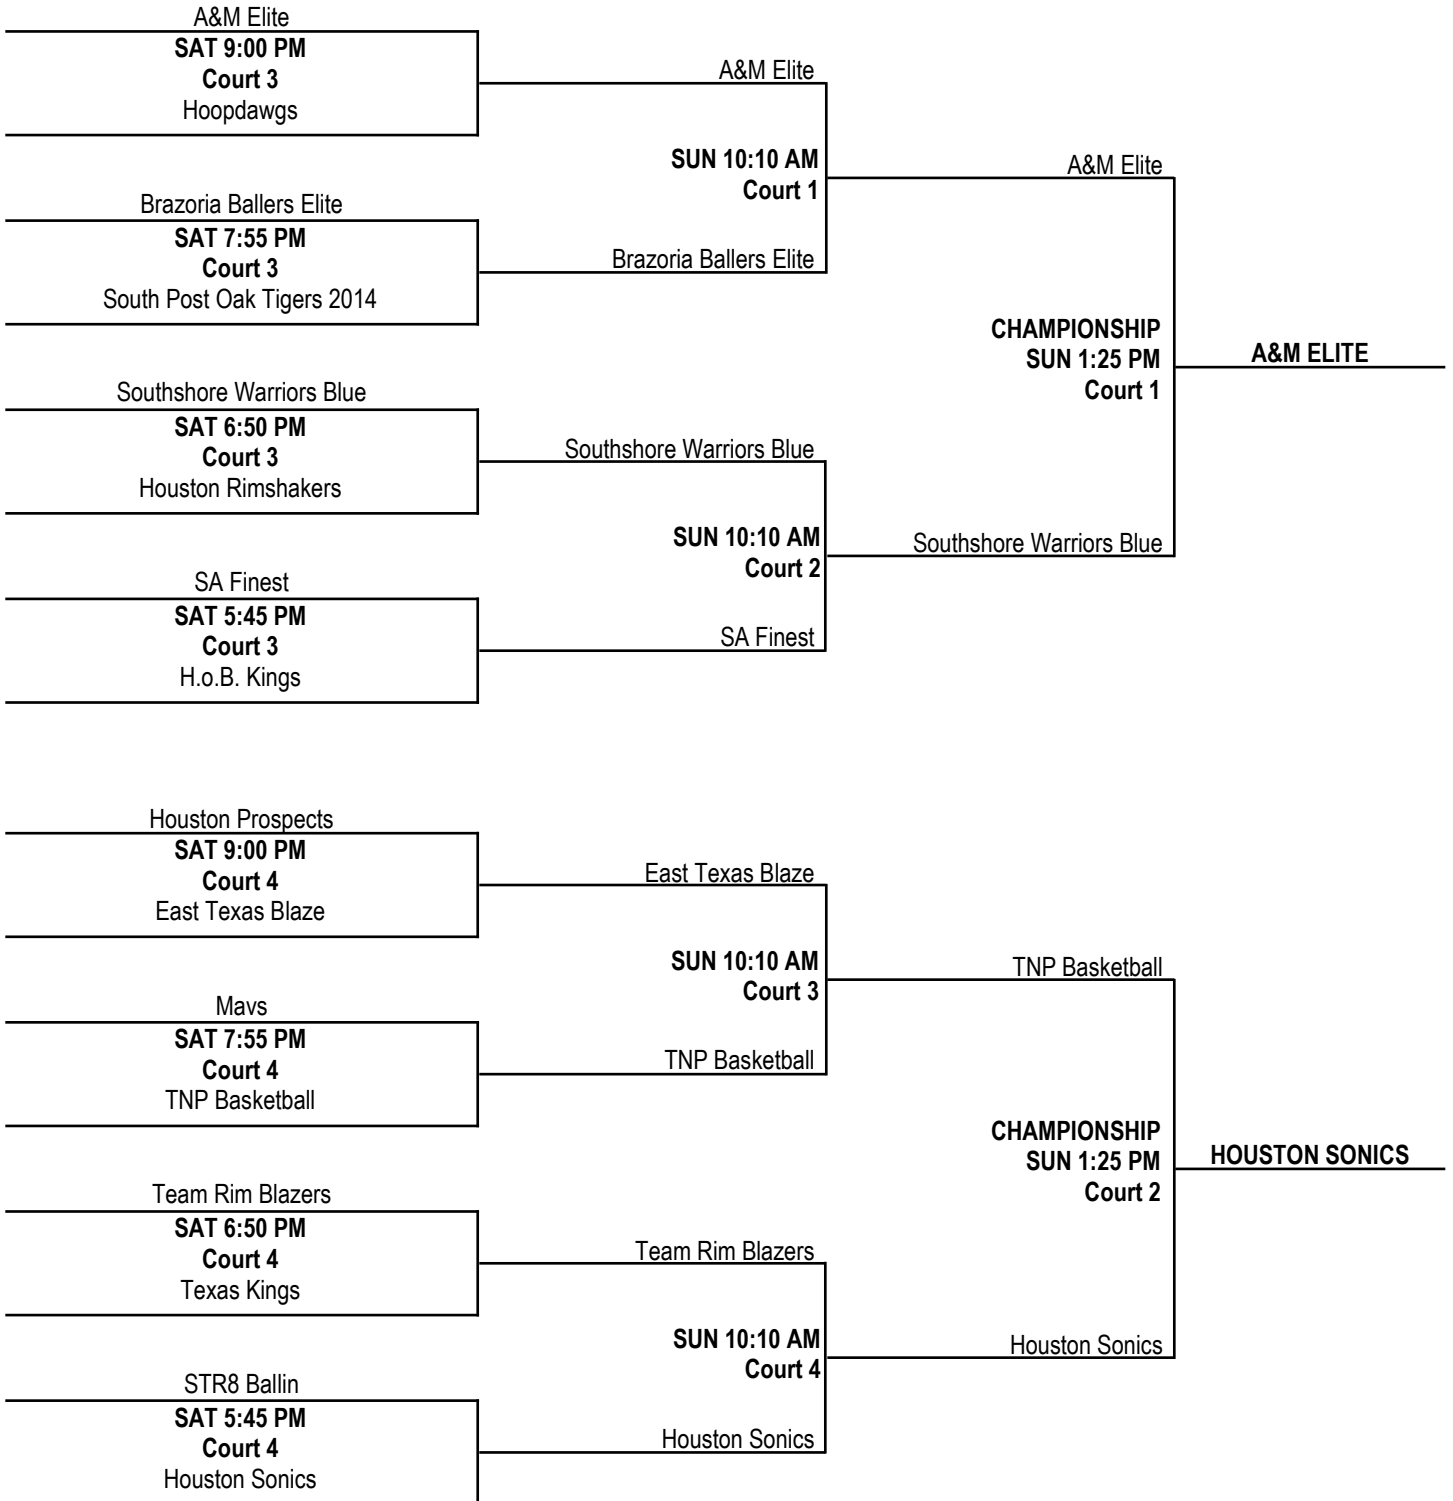 A&M Elite
SAT 9:00 PM
Court 3
Hoopdawgs
A&M Elite
SUN 10:10 AM
Court 1
A&M Elite
Brazoria Ballers Elite
SAT 7:55 PM
Court 3
South Post Oak Tigers 2014
Brazoria Ballers Elite
CHAMPIONSHIP
SUN 1:25 PM
Court 1
A&M ELITE
Southshore Warriors Blue
SAT 6:50 PM
Court 3
Houston Rimshakers
Southshore Warriors Blue
SUN 10:10 AM
Court 2
Southshore Warriors Blue
SA Finest
SAT 5:45 PM
Court 3
H.o.B. Kings
SA Finest
Houston Prospects
SAT 9:00 PM
Court 4
East Texas Blaze
East Texas Blaze
SUN 10:10 AM
Court 3
TNP Basketball
Mavs
SAT 7:55 PM
Court 4
TNP Basketball
TNP Basketball
CHAMPIONSHIP
SUN 1:25 PM
Court 2
HOUSTON SONICS
Team Rim Blazers
SAT 6:50 PM
Court 4
Texas Kings
Team Rim Blazers
SUN 10:10 AM
Court 4
Houston Sonics
STR8 Ballin
SAT 5:45 PM
Court 4
Houston Sonics
Houston Sonics